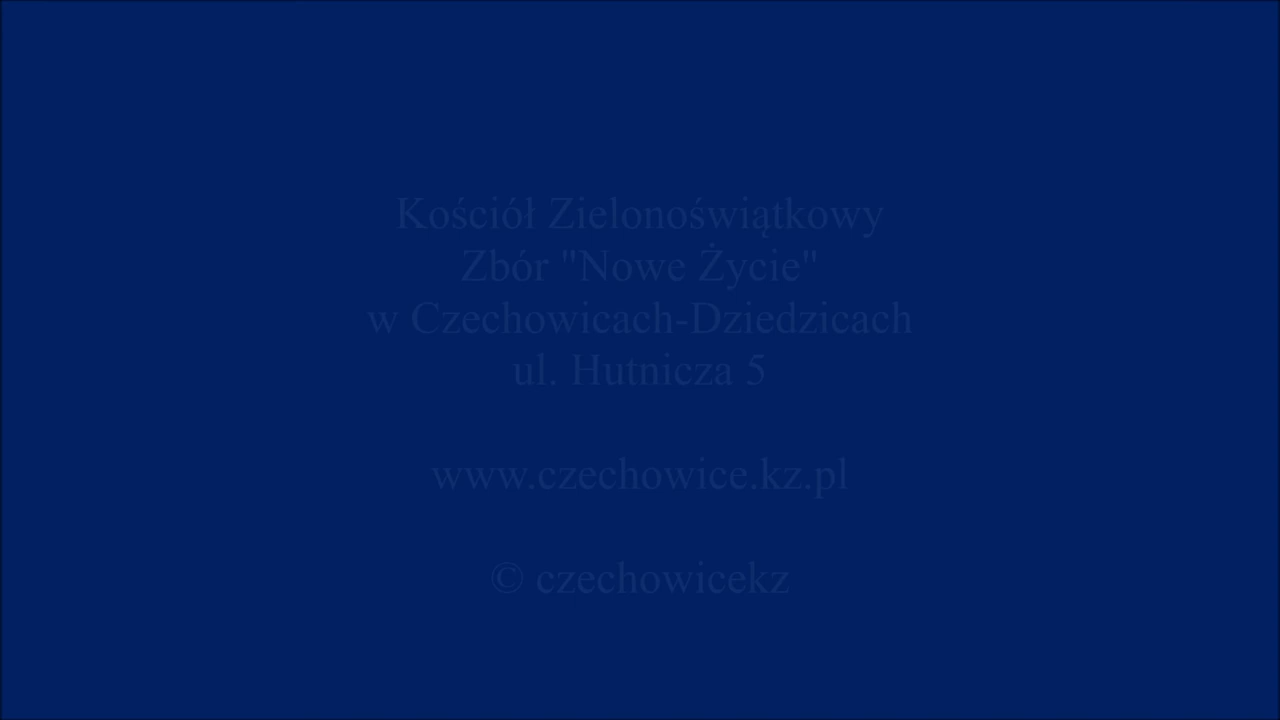 Kościół Zielonoświątkowy
Zbór "Nowe Życie"
w Czechowicach-Dziedzicach
ul. Hutnicza 5
www.czechowice.kz.pl
© czechowicekz